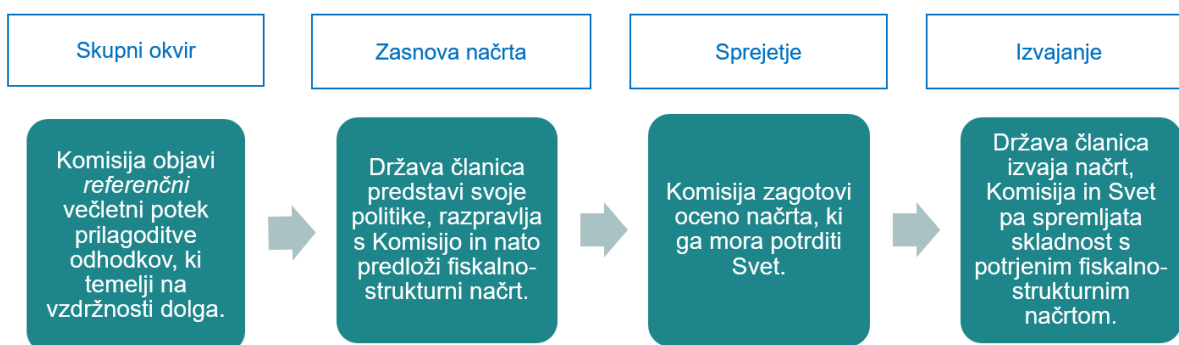 Skupni okvir
Zasnova načrta
Sprejetje
Izvajanje
Komisija objavi
referenčni
večletni potek
prilagoditve
odhodkov, ki
temelji na
vzdržnosti dolga.
Država članica
predstavi svoje
politike, razpravlja
s Komisijo in nato
predloži fiskalno-
strukturni načrt.
Komisija zagotovi
oceno načrta, ki
ga mora potrditi
Svet.
Država članica
izvaja načrt,
Komisija in Svet
pa spremljata
skladnost s
potrjenim fiskalno-
strukturnim
načrtom.